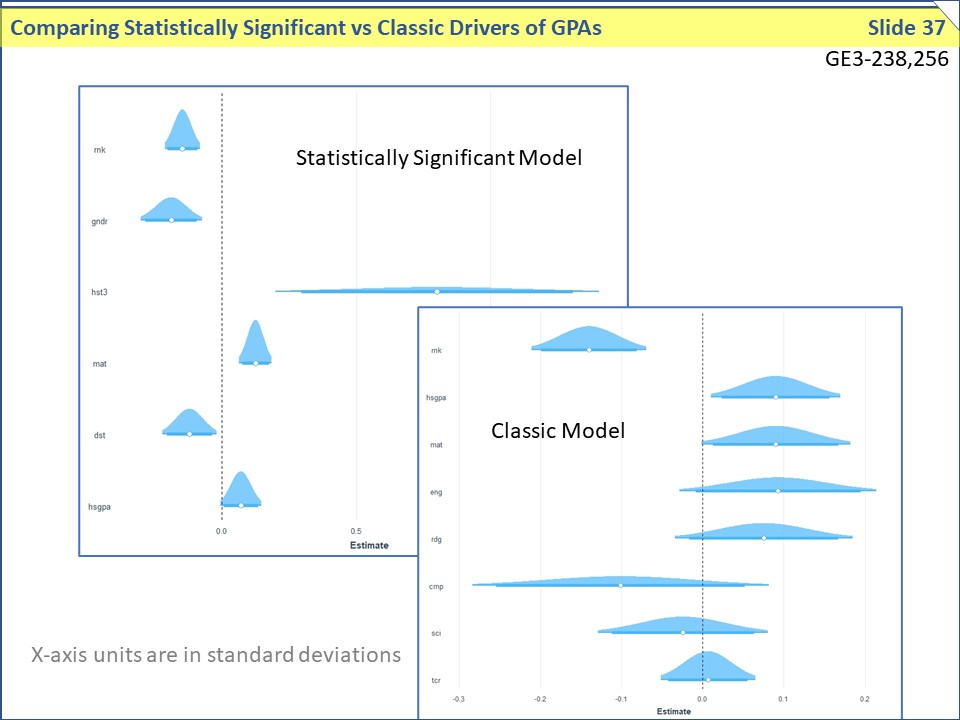 Comparing Statistically Significant vs Classic Drivers of GPAs
Slide 37
GE3-238,256
Statistically Significant Model
rnk
gndr
hst3
mat
dst
hsgpa
0.0
0.5
Estimate
Classic Model
rnk
hsgpa
mat
eng
rdg
cmp
sci
tcr
-0.3
-0.2
-0.1
0.0
0.1
0.2
Estimate
X-axis units are in standard deviations